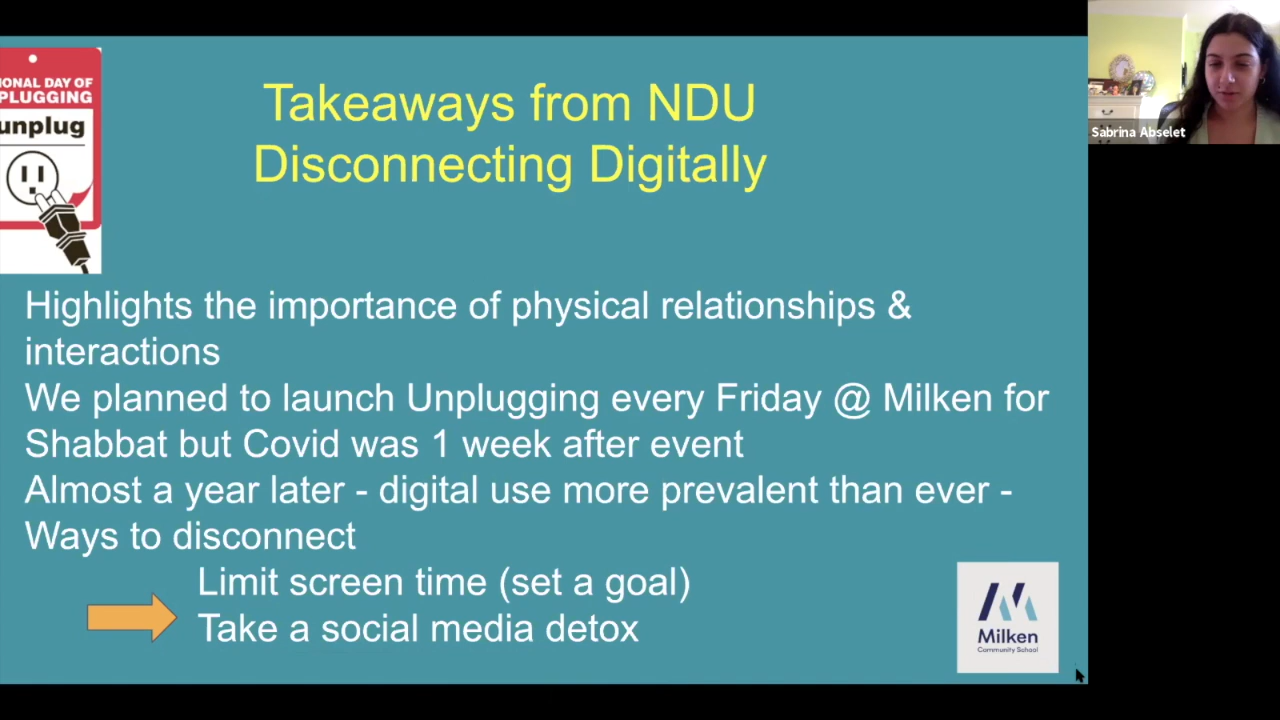 IONAL DAY OF
PLUGGING
unplug
Takeaways from NDU
Disconnecting Digitally
Sabrina Abselet
Highlights the importance of physical relationships &
interactions
We planned to launch Unplugging every Friday @ Milken for
Shabbat but Covid was 1 week after event
Almost a year later - digital use more prevalent than ever -
Ways to disconnect
Limit screen time (set a goal)
Take a social media detox
Milken
Community School